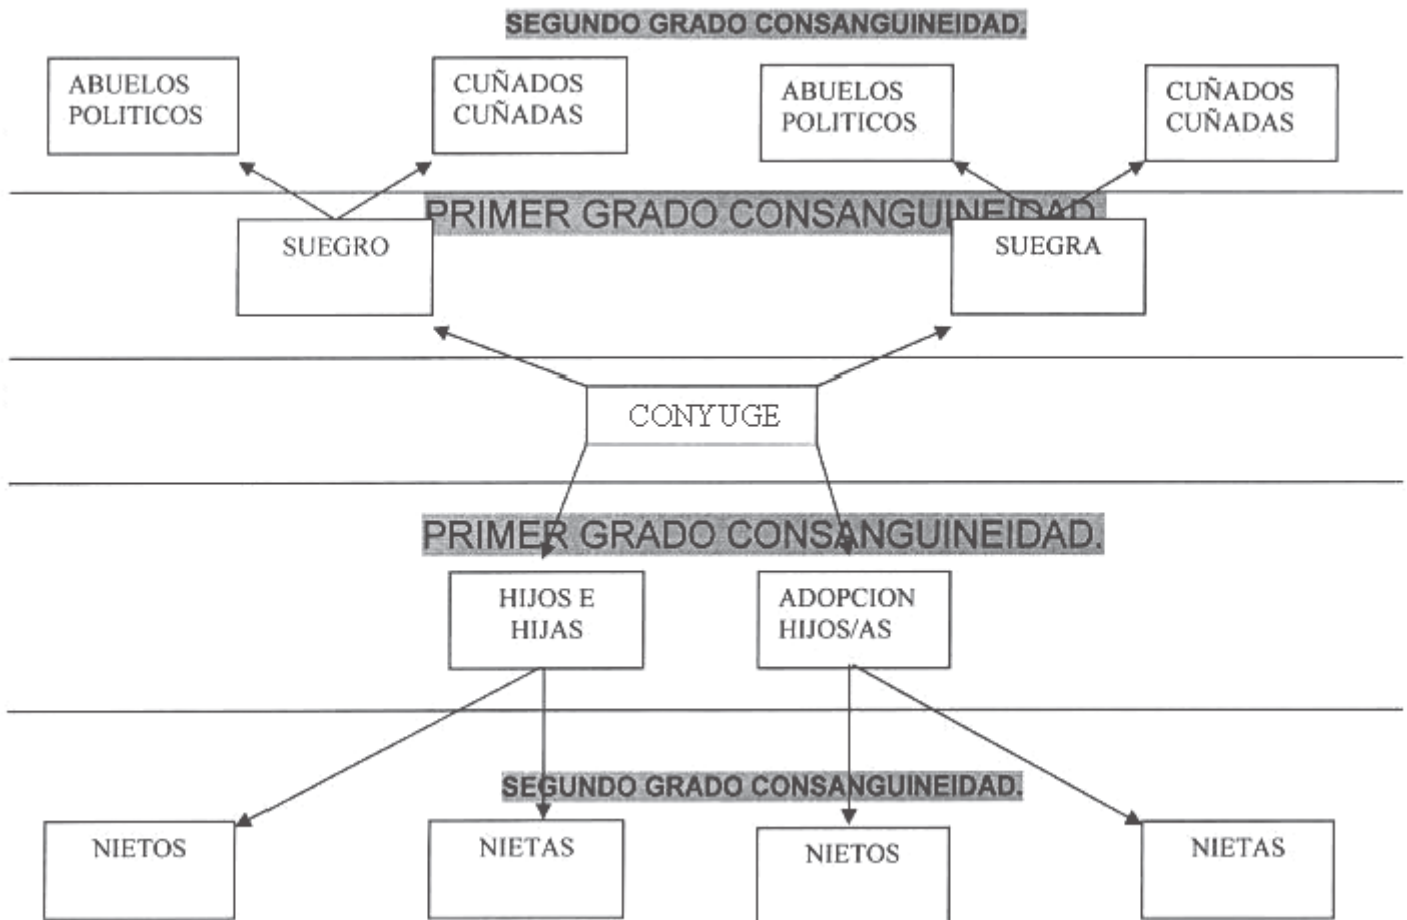 SEGUNDO GRADO CONSANGUINEIDAD.
ABUELOS
POLITICOS
CUÑADOS
CUÑADAS
ABUELOS
POLITICOS
CUÑADOS
CUÑADAS
PRIMER GRADO CONSANGUINEIDAD.
SUEGRO
SUEGRA
CONYUGE
PRIMER GRADO CONSANGUINEIDAD.
HIJOS E
HIJAS
ADOPCION
HIJOS/AS
SEGUNDO GRADO CONSANGUINEIDAD.
NIETOS
NIETAS
NIETOS
NIETAS